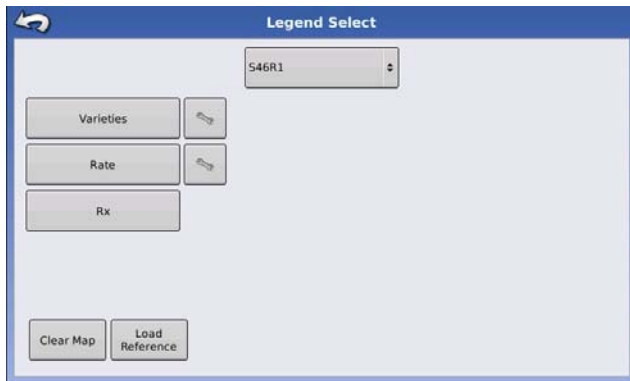 Legend Select
S46R1
Varieties
Rate
Rx
Clear Map
Load
Reference